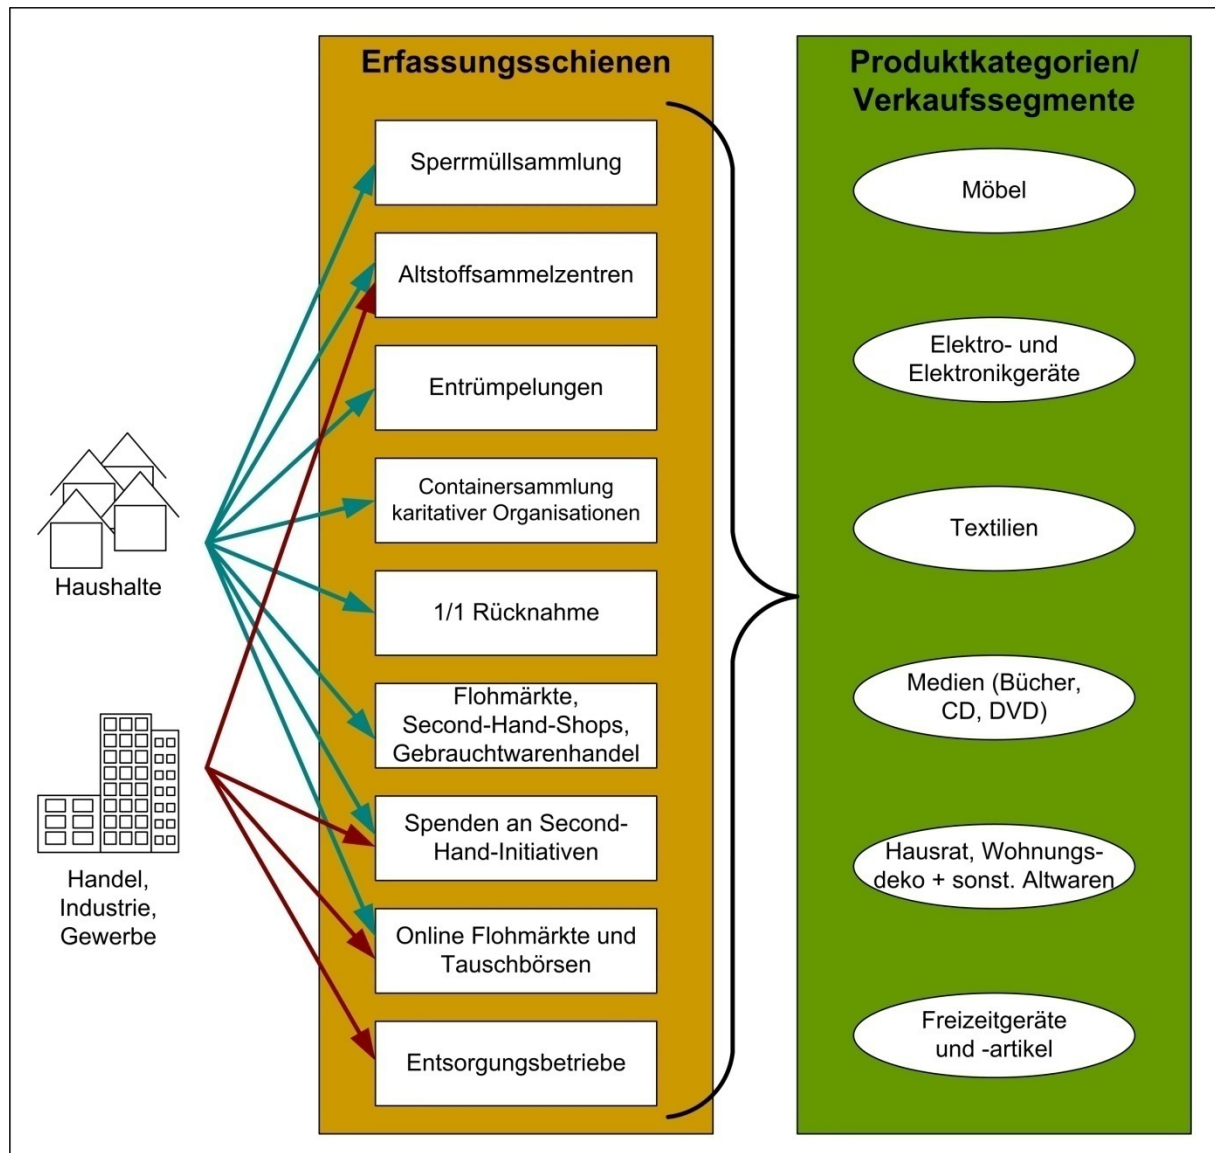 Erfassungsschienen
Sperrmüllsammlung
Altstoffsammelzentren
Entrümpelungen
Containersammlung
karitativer Organisationen
1/1 Rücknahme
Flohmärkte,
Second-Hand-Shops,
Gebrauchtwarenhandel
Spenden an Second-
Hand-Initiativen
Online Flohmärkte und
Tauschbörsen
Entsorgungsbetriebe
Haushalte
Handel,
Industrie,
Gewerbe
Produktkategorien/
Verkaufssegmente
Möbel
Elektro- und
Elektronikgeräte
Textilien
Medien (Bücher,
CD, DVD)
Hausrat, Wohnungs-
deko + sonst. Altwaren
Freizeitgeräte
und -artikel